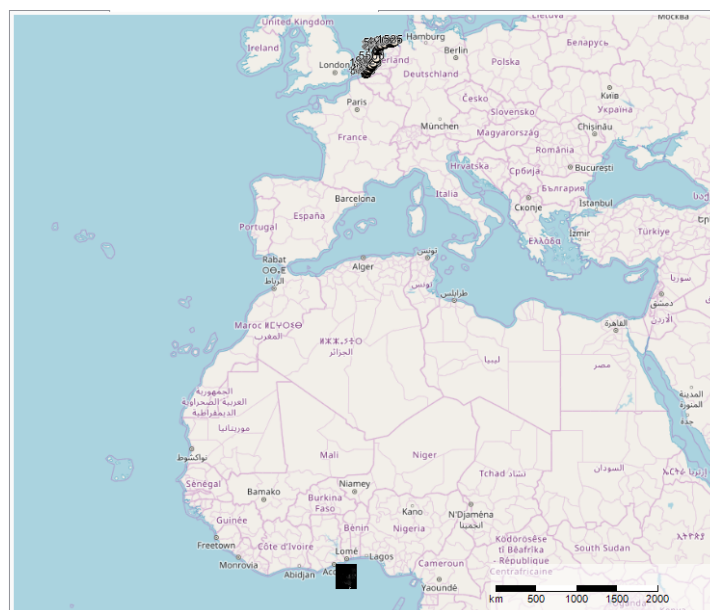 United Kingdom
Ireland
London
Hamburg
Berlin
Lietuva
Москва
Беларусь
Polska
Deutschland
Paris
Česko
Київ
Україна
Slovensko
München
Magyarország
Chișinău
France
România
Hrvatska
Србија
București
България
Italia
Скопје
İstanbul
Barcelona
España
Portugal
Ελλάδα
İzmir
Türkiye
تونس
Alger
Rabat
الرباط
تونس
طرابلس
سوريا
دمشق
الأردن
القاهرة
Maroc ⵍⵎⵖⵔⵉⴱ
المغرب
الجزائر
ليبيا
مصر
المدينة
المنورة
جدة
الجمهورية
العربية الصحراوية
الديمقراطية
موريتانيا
نواكشوط
Mali
Niger
Tchad تشاد
السودان
Sénégal
Bamako
Niamey
Burkina
Faso
Kano
N'Djaména
انجمينا
Guinée
Bénin
Nigeria
Freetown
Côte d'Ivoire
Lomé
Lagos
Monrovia
Abidjan
Cameroun
Yaoundé
Ködörösêse
tî Bêafrîka
- République
Centrafricaine
South Sudan
km 500 1000 1500 2000